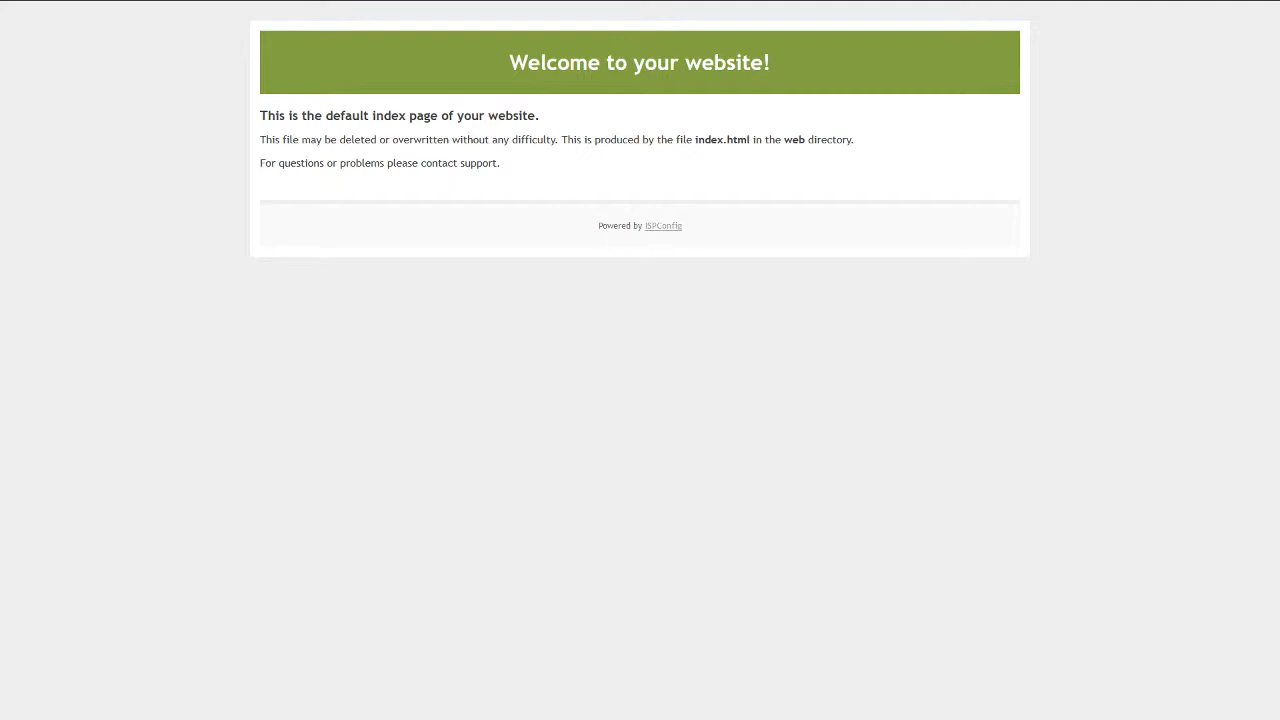 Welcome to your website!
This is the default index page of your website.
This file may be deleted or overwritten without any difficulty. This is produced by the file index.html in the web directory.
For questions or problems please contact support.
Powered by ISPConfig